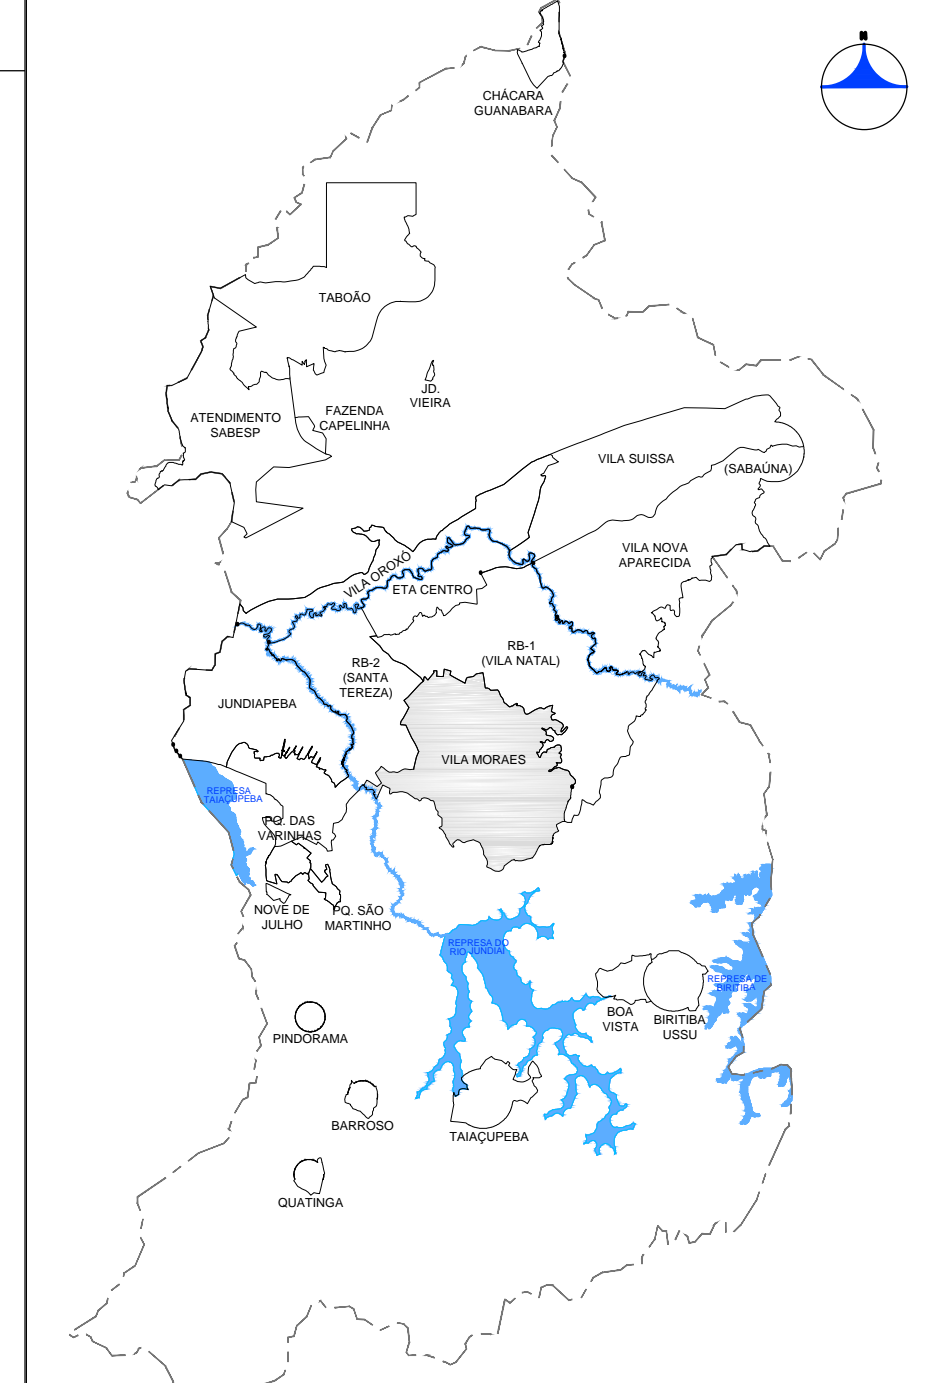 N
CHÁCARA
GUANABARA
TABOÃO
JD.
VIEIRA
ATENDIMENTO
SABESP
FAZENDA
CAPELINHA
VILA SUISSA
(SABAÚNA)
VILA NOVA
APARECIDA
VILA OROXÓ
ETA CENTRO
RB-1
(VILA NATAL)
RB-2
(SANTA
TEREZA)
JUNDIAPEBA
VILA MORAES
REPRESA
TAIAÇUPEBA
PQ. DAS
VARINHAS
NOVE DE
JULHO
PQ. SÃO
MARTINHO
REPRESA DO
RIO JUNDIAÍ
REPRESA DE
BIRITIBA
BOA
VISTA
BIRITIBA
USSU
PINDORAMA
BARROSO
TAIAÇUPEBA
QUATINGA